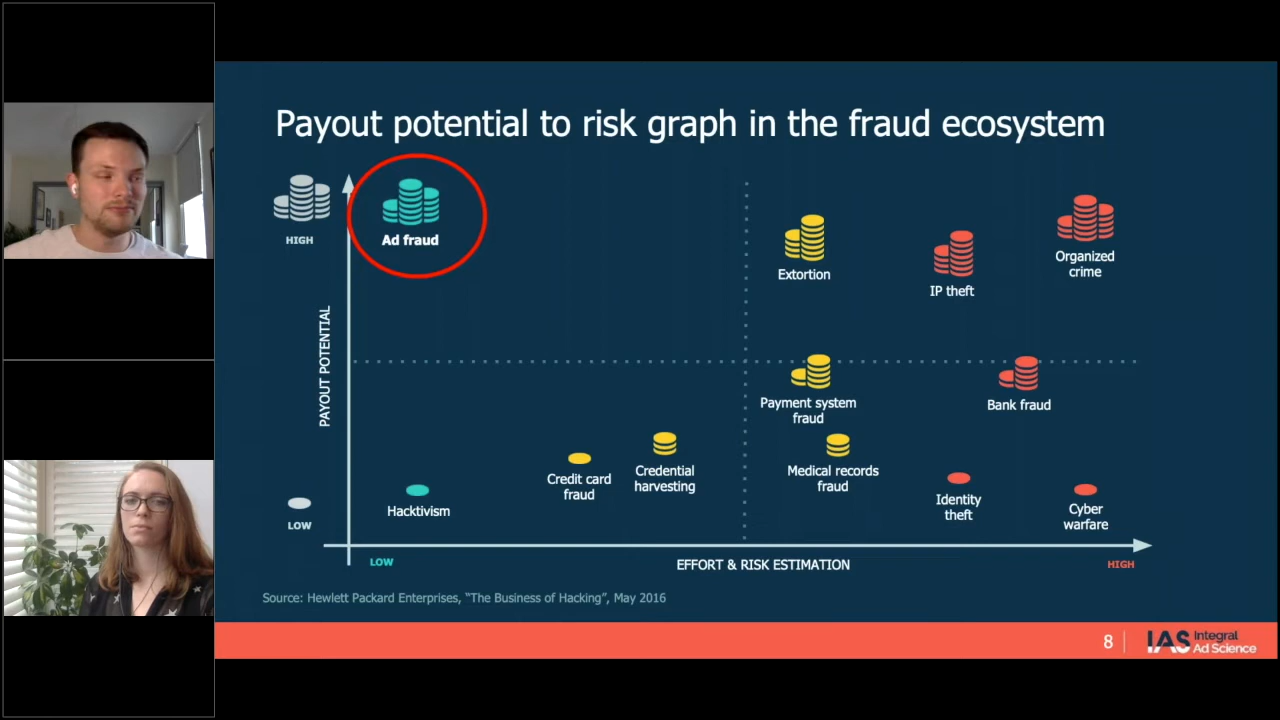 Payout potential to risk graph in the fraud ecosystem
HIGH
Ad fraud
Extortion
IP theft
Organized
crime
PAYOUT POTENTIAL
Payment system
fraud
Bank fraud
Credit card
fraud
Credential
harvesting
Medical records
fraud
Identity
theft
Cyber
warfare
Hacktivism
LOW
LOW
EFFORT & RISK ESTIMATION
HIGH
Source: Hewlett Packard Enterprises, “The Business of Hacking”, May 2016
8
IAS Integral
Ad Science